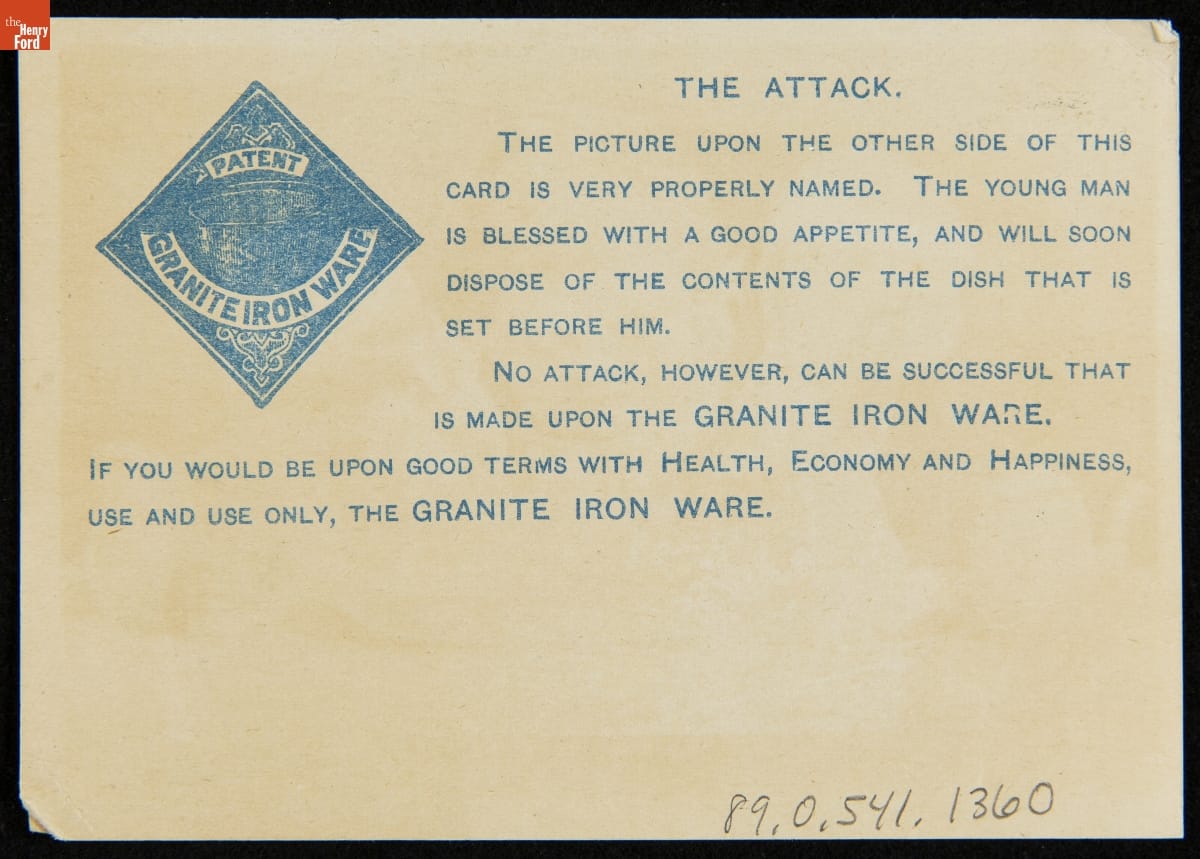 the
Henry
Ford
PATENT
GRANITE IRON WARE
THE ATTACK.
THE PICTURE UPON THE OTHER SIDE OF THIS
CARD IS VERY PROPERLY NAMED. THE YOUNG MAN
IS BLESSED WITH A GOOD APPETITE, AND WILL SOON
DISPOSE OF THE CONTENTS OF THE DISH THAT IS
SET BEFORE HIM.
NO ATTACK, HOWEVER, CAN BE SUCCESSFUL THAT
IS MADE UPON THE GRANITE IRON WARE.
IF YOU WOULD BE UPON GOOD TERMS WITH HEALTH, ECONOMY AND HAPPINESS,
USE AND USE ONLY, THE GRANITE IRON WARE.
89.0.541.1360